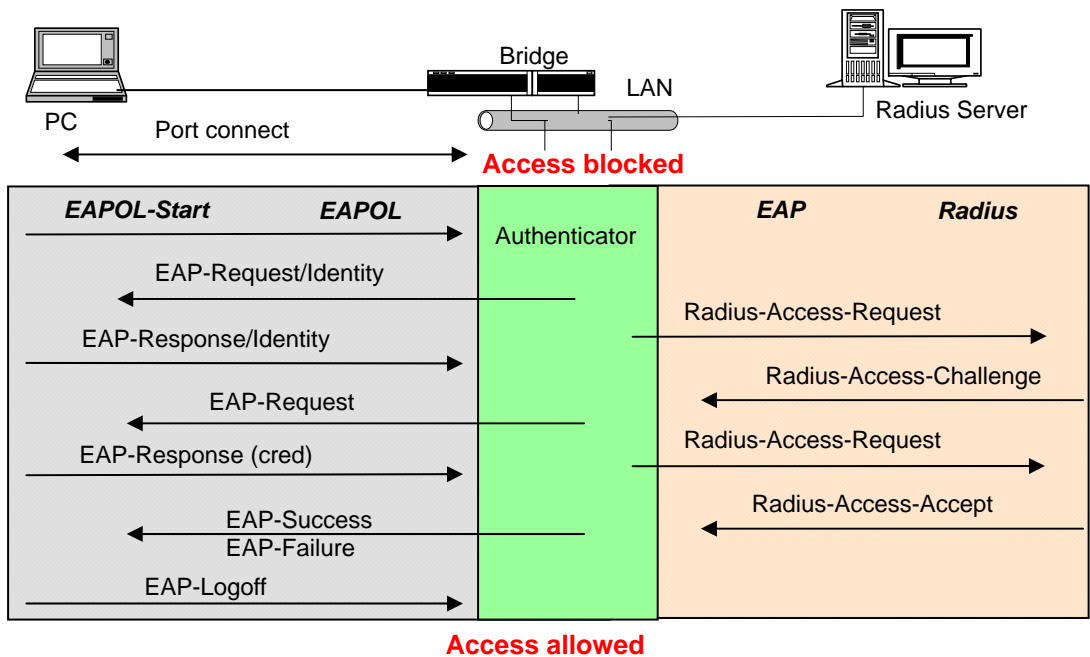 Bridge
LAN
PC
Radius Server
Port connect
Access blocked
EAPOL-Start EAPOL
EAP Radius
Authenticator
EAP-Request/Identity
Radius-Access-Request
EAP-Response/Identity
Radius-Access-Challenge
EAP-Request
Radius-Access-Request
EAP-Response (cred)
Radius-Access-Accept
EAP-Success
EAP-Failure
EAP-Logoff
Access allowed